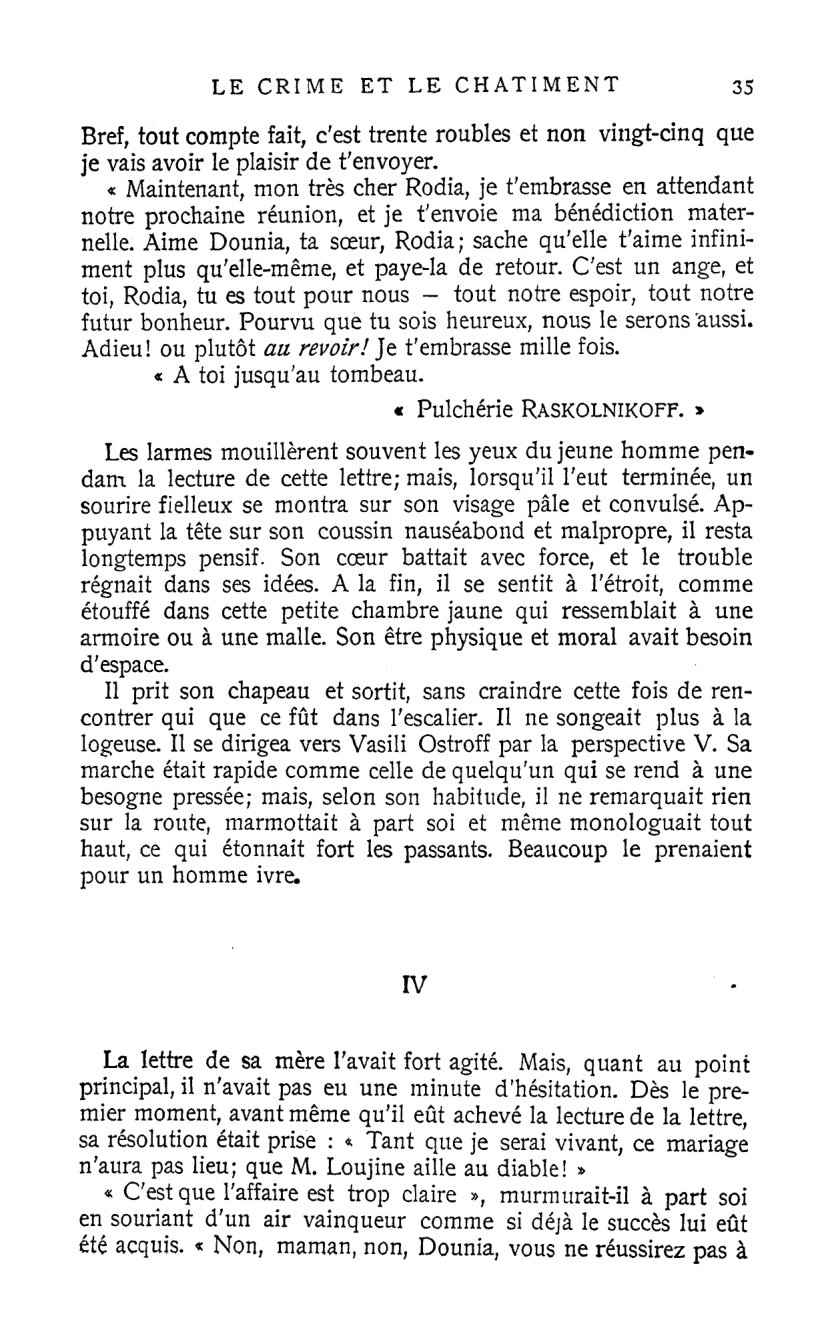 LE CRIME ET LE CHATIMENT 35
Bref, tout compte fait, c'est trente roubles et non vingt-cinq que
je vais avoir le plaisir de t'envoyer.
« Maintenant, mon très cher Rodia, je t'embrasse en attendant
notre prochaine réunion, et je t'envoie ma bénédiction mater-
nelle. Aime Dounia, ta sœur, Rodia; sache qu'elle t'aime infini-
ment plus qu'elle-même, et paye-la de retour. C'est un ange, et
toi, Rodia, tu es tout pour nous — tout notre espoir, tout notre
futur bonheur. Pourvu que tu sois heureux, nous le serons aussi.
Adieu! ou plutôt au revoir! Je t'embrasse mille fois.
« A toi jusqu'au tombeau.
« Pulchérie RASKOLNIKOFF. »
Les larmes mouillèrent souvent les yeux du jeune homme pen-
dant la lecture de cette lettre; mais, lorsqu'il l'eut terminée, un
sourire fielleux se montra sur son visage pâle et convulsé. Ap-
puyant la tête sur son coussin nauséabond et malpropre, il resta
longtemps pensif. Son cœur battait avec force, et le trouble
régnait dans ses idées. A la fin, il se sentit à l'étroit, comme
étouffé dans cette petite chambre jaune qui ressemblait à une
armoire ou à une malle. Son être physique et moral avait besoin
d'espace.
Il prit son chapeau et sortit, sans craindre cette fois de ren-
contrer qui que ce fût dans l'escalier. Il ne songeait plus à la
logeuse. Il se dirigea vers Vasili Ostroff par la perspective V. Sa
marche était rapide comme celle de quelqu'un qui se rend à une
besogne pressée; mais, selon son habitude, il ne remarquait rien
sur la route, marmottait à part soi et même monologuait tout
haut, ce qui étonnait fort les passants. Beaucoup le prenaient
pour un homme ivre.
IV
La lettre de sa mère l'avait fort agité. Mais, quant au point
principal, il n'avait pas eu une minute d'hésitation. Dès le pre-
mier moment, avant même qu'il eût achevé la lecture de la lettre,
sa résolution était prise : « Tant que je serai vivant, ce mariage
n'aura pas lieu; que M. Loujine aille au diable! »
« C'est que l'affaire est trop claire », murmurait-il à part soi
en souriant d'un air vainqueur comme si déjà le succès lui eût
été acquis. « Non, maman, non, Dounia, vous ne réussirez pas à